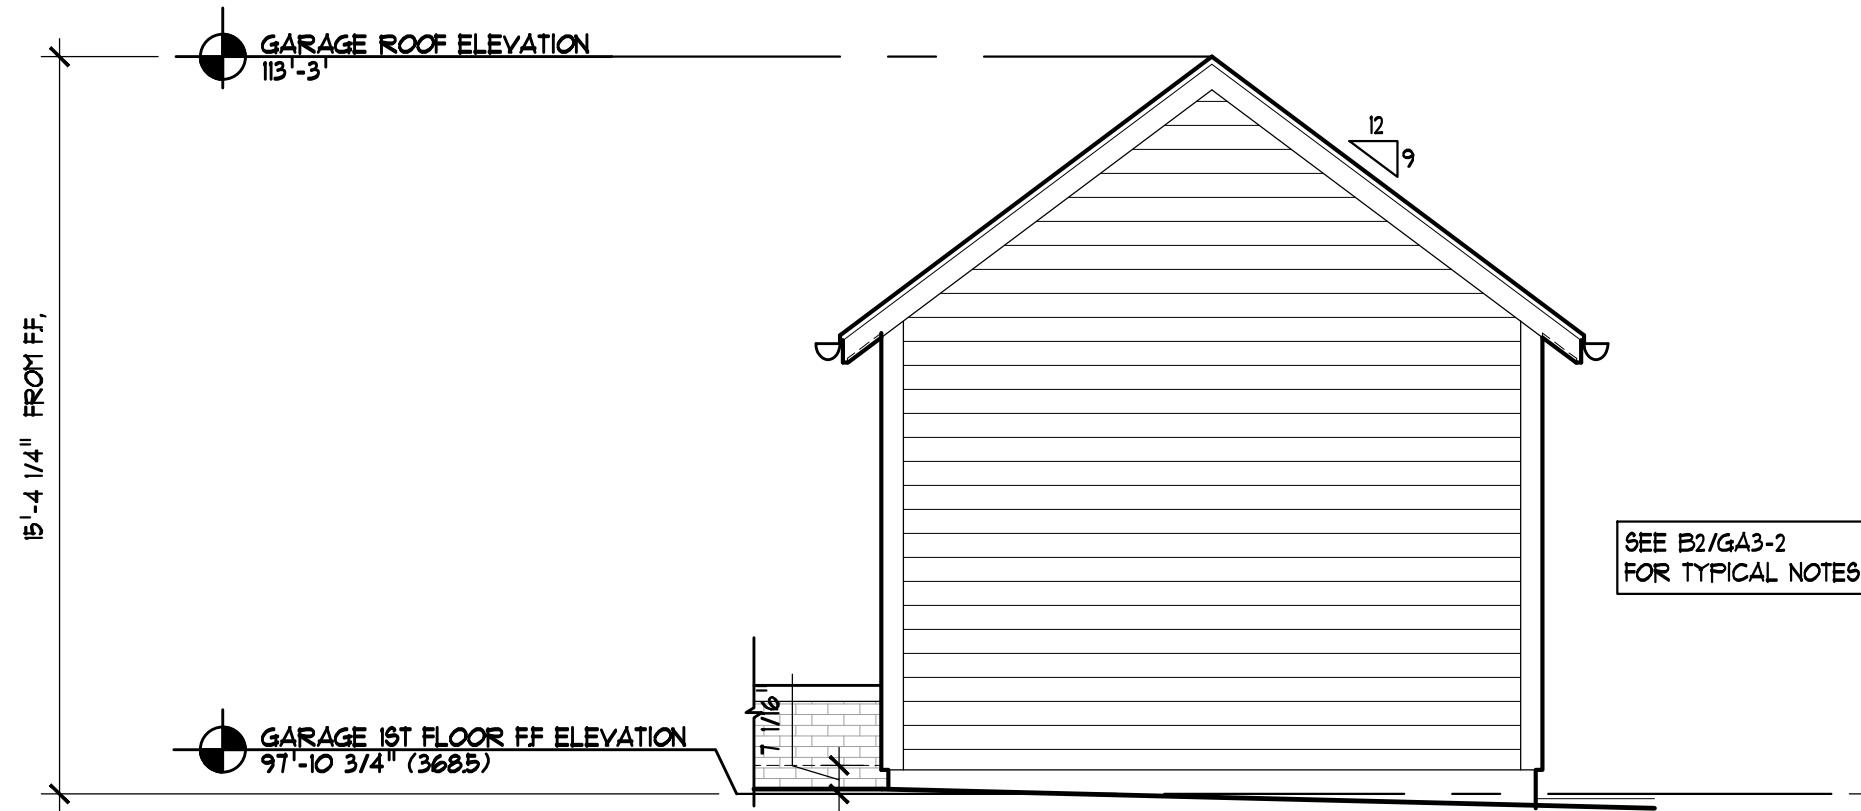 GARAGE ROOF ELEVATION
113'-3"
12
9
15'-4 1/4" FROM F.F.
SEE B2/GA3-2
FOR TYPICAL NOTES
7 1/16"
GARAGE 1ST FLOOR F.F ELEVATION
97'-10 3/4" (368.5)